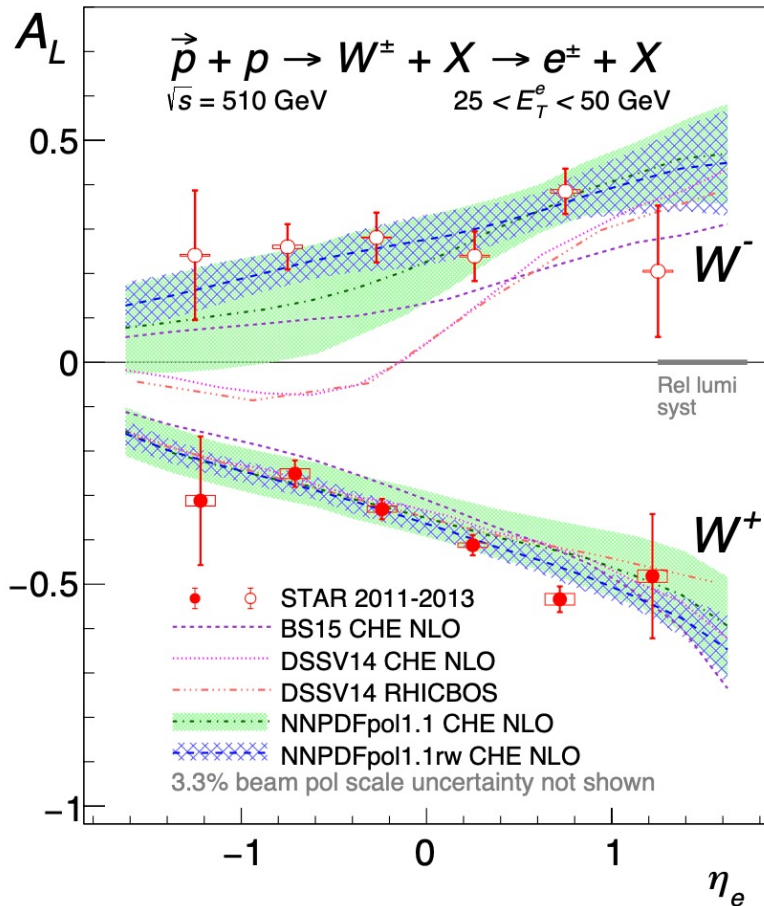 A_L
p⃗ + p → W^± + X → e^± + X
√s = 510 GeV 25 < E_T^e < 50 GeV
0.5
W^-
0
Rel lumi
syst
W^+
−0.5
STAR 2011-2013
BS15 CHE NLO
DSSV14 CHE NLO
DSSV14 RHICBOS
NNPDFpol1.1 CHE NLO
NNPDFpol1.1rw CHE NLO
3.3% beam pol scale uncertainty not shown
−1
−1 0 1
η_e